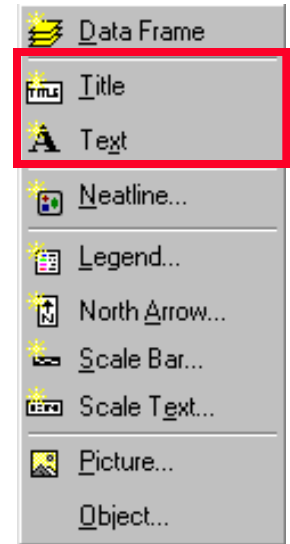 Data Frame
Title
Text
Neatline...
Legend...
North Arrow...
Scale Bar...
Scale Text...
Picture...
Object...